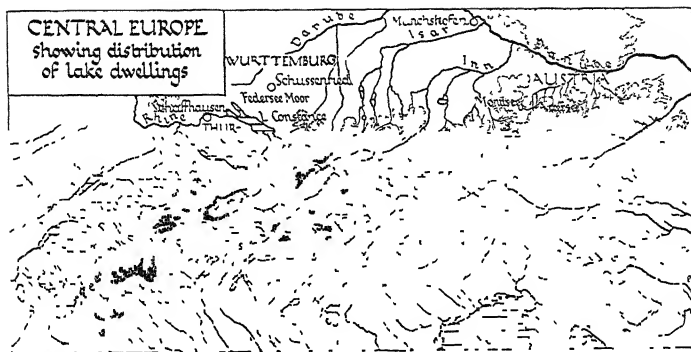 CENTRAL EUROPE
showing distribution
of lake dwellings
Danube
Munchshofen
Isar
Inn
Danube
WURTTEMBURG
Schussenried
Federsee Moor
AUSTRIA
Schaffhausen
Rhine
THUR
L. Constance
Mondsee